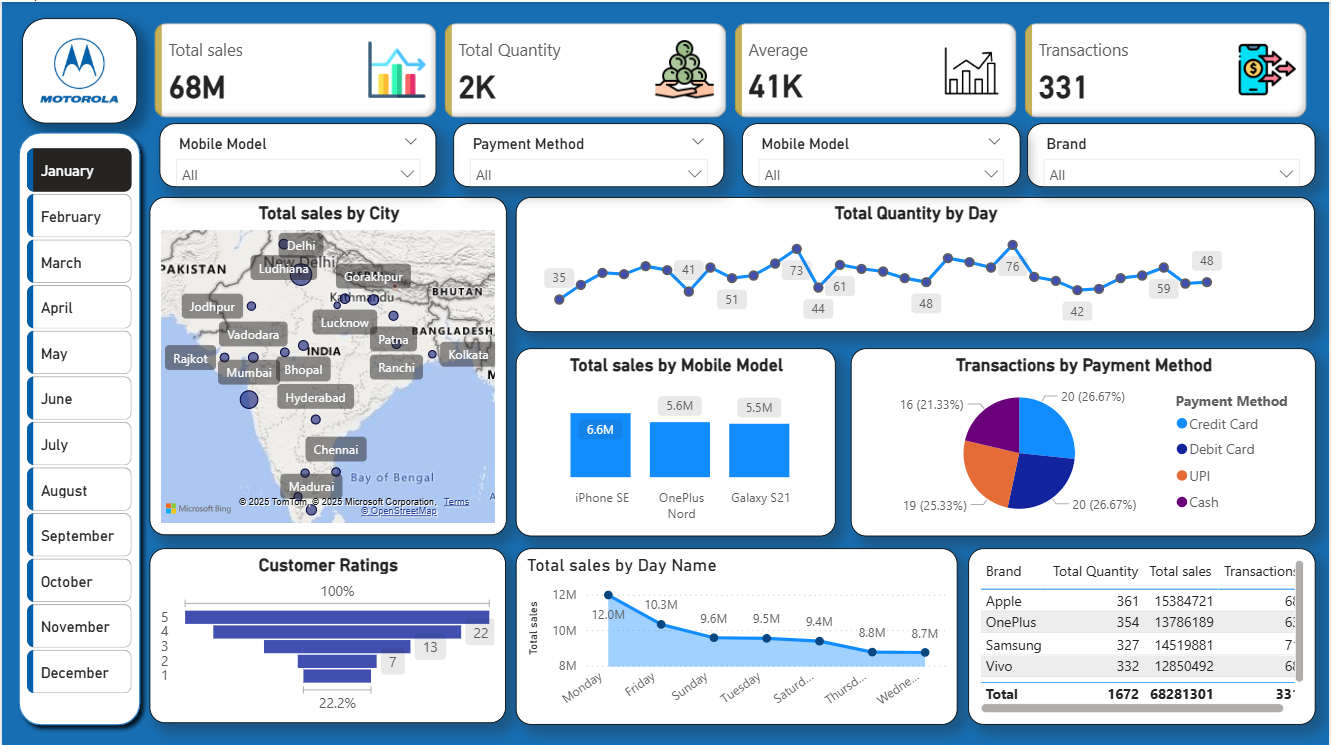 MOTOROLA
Total sales
68M
Total Quantity
2K
Average
41K
Transactions
331
Mobile Model
All
Payment Method
All
Mobile Model
All
Brand
All
January
February
March
April
May
June
July
August
September
October
November
December
Total sales by City
Delhi
New Delhi
Ludhiana
PAKISTAN
Gorakhpur
Kathmandu
BHUTAN
Jodhpur
Lucknow
Vadodara
Patna
BANGLADESH
Rajkot
INDIA
Kolkata
Mumbai
Bhopal
Ranchi
Hyderabad
Chennai
Bay of Bengal
Madurai
Microsoft Bing
© 2025 TomTom, © 2025 Microsoft Corporation, Terms
© OpenStreetMap
Total Quantity by Day
35
41
51
73
44
61
48
76
42
59
48
Total sales by Mobile Model
6.6M
5.6M
5.5M
iPhone SE
OnePlus
Nord
Galaxy S21
Transactions by Payment Method
16 (21.33%)
20 (26.67%)
19 (25.33%)
20 (26.67%)
Payment Method
Credit Card
Debit Card
UPI
Cash
Customer Ratings
100%
5
4
22
3
13
2
7
1
22.2%
Total sales by Day Name
Total sales
12M
10M
8M
12.0M
10.3M
9.6M
9.5M
9.4M
8.8M
8.7M
Monday
Friday
Sunday
Tuesday
Saturd...
Thursd...
Wedne...
Brand Total Quantity Total sales Transactions
Apple 361 15384721
OnePlus 354 13786189
Samsung 327 14519881
Vivo 332 12850492
Total 1672 68281301 331